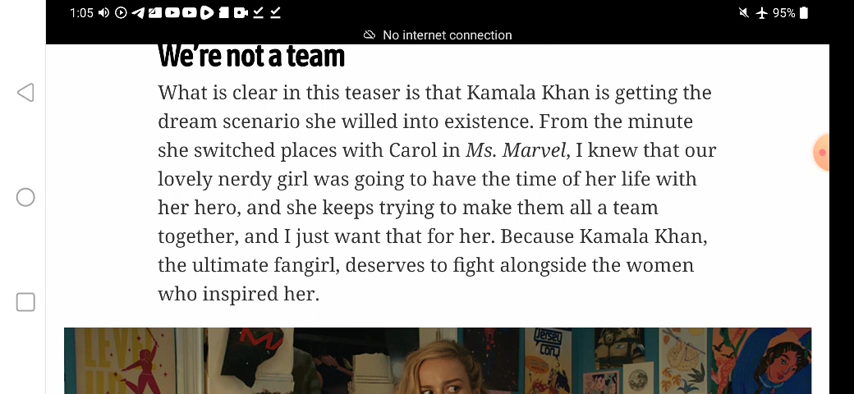 1:05
95%
No internet connection
We're not a team
What is clear in this teaser is that Kamala Khan is getting the
dream scenario she willed into existence. From the minute
she switched places with Carol in Ms. Marvel, I knew that our
lovely nerdy girl was going to have the time of her life with
her hero, and she keeps trying to make them all a team
together, and I just want that for her. Because Kamala Khan,
the ultimate fangirl, deserves to fight alongside the women
who inspired her.
JERSEY
CITY